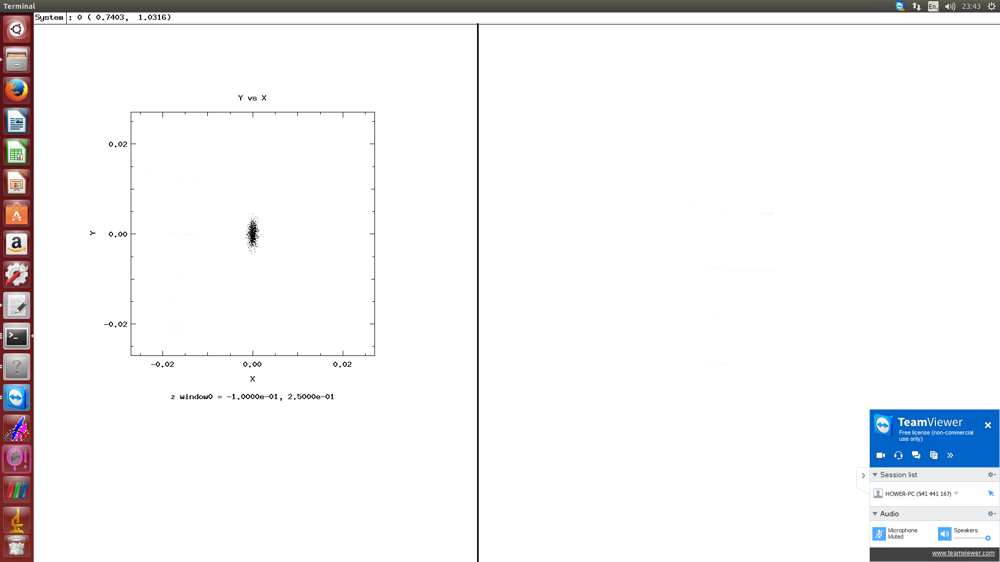 Terminal
En1 23:43
System : 0 ( 0.7403, 1.0316)
Y vs X
0.02
Y 0.00
-0.02
-0.02 0.00 0.02
X
z window0 = -1.0000e-01, 2.5000e-01
TeamViewer
Free license (non-commercial
use only)
Session list
HOWER-PC (541 441 167)
Audio
Microphone
Muted
Speakers
www.teamviewer.com